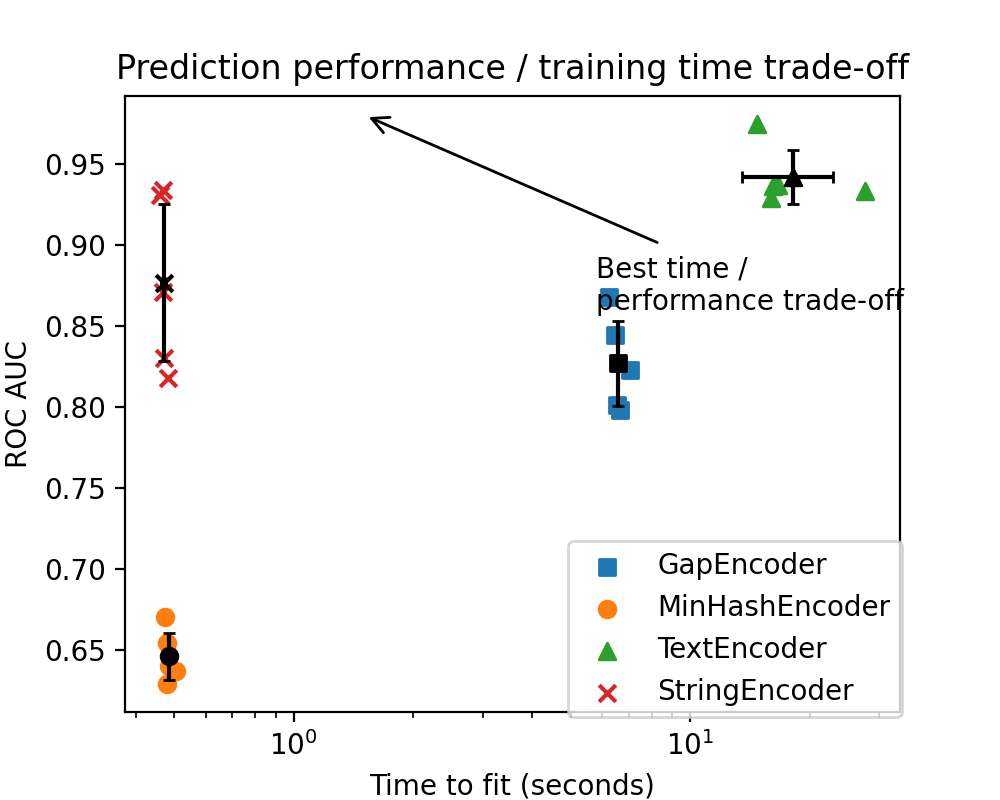 Prediction performance / training time trade-off
0.95
0.90
0.85
0.80
0.75
0.70
0.65
ROC AUC
Best time /
performance trade-off
GapEncoder
MinHashEncoder
TextEncoder
StringEncoder
10⁰
10¹
Time to fit (seconds)